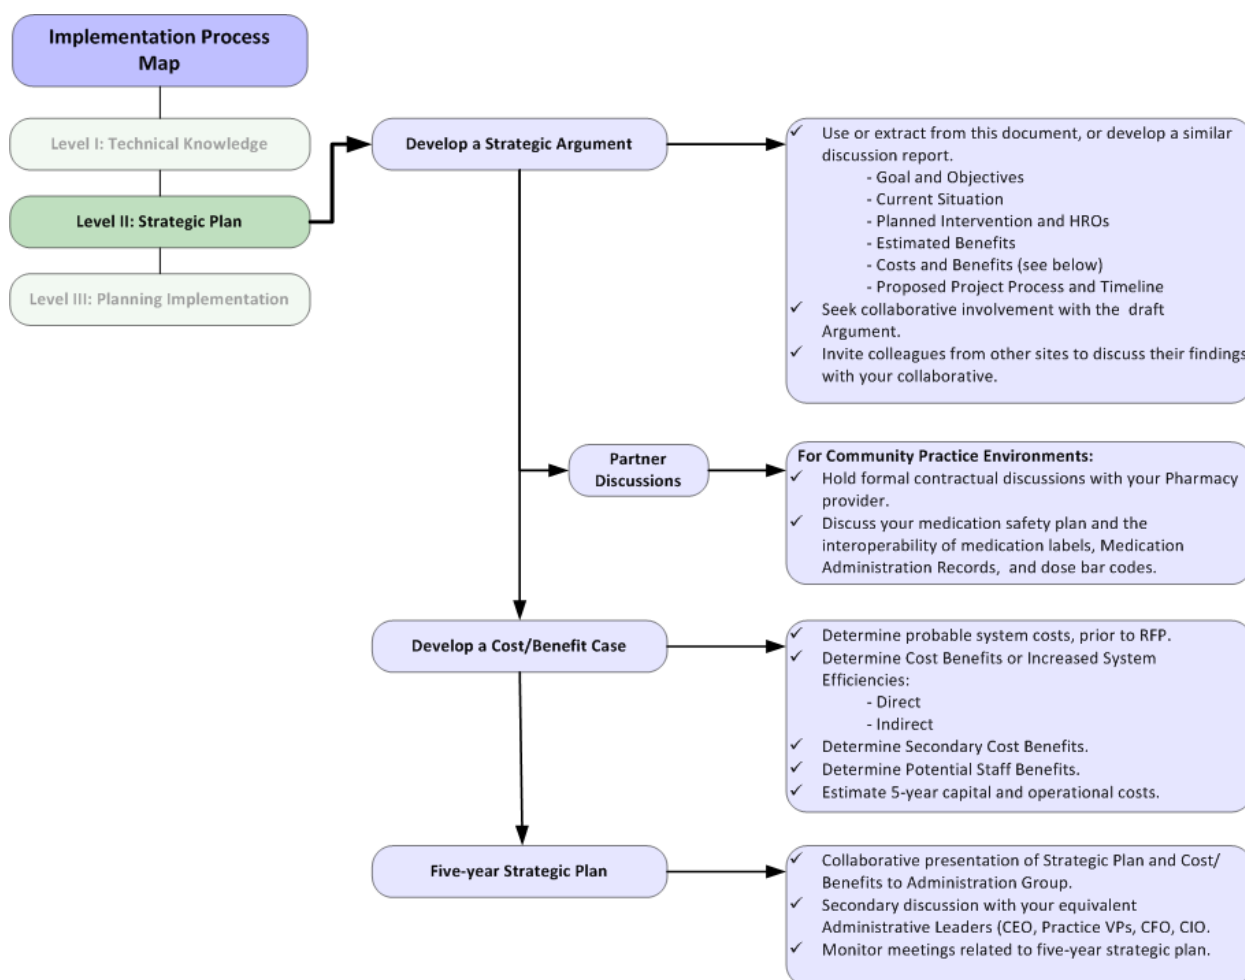 Implementation Process
Map
Level I: Technical Knowledge
Level II: Strategic Plan
Level III: Planning Implementation
Develop a Strategic Argument
✓ Use or extract from this document, or develop a similar
discussion report.
- Goal and Objectives
- Current Situation
- Planned Intervention and HROs
- Estimated Benefits
- Costs and Benefits (see below)
- Proposed Project Process and Timeline
✓ Seek collaborative involvement with the draft
Argument.
✓ Invite colleagues from other sites to discuss their findings
with your collaborative.
Partner
Discussions
For Community Practice Environments:
✓ Hold formal contractual discussions with your Pharmacy
provider.
✓ Discuss your medication safety plan and the
interoperability of medication labels, Medication
Administration Records, and dose bar codes.
Develop a Cost/Benefit Case
✓ Determine probable system costs, prior to RFP.
✓ Determine Cost Benefits or Increased System
Efficiencies:
- Direct
- Indirect
✓ Determine Secondary Cost Benefits.
✓ Determine Potential Staff Benefits.
✓ Estimate 5-year capital and operational costs.
Five-year Strategic Plan
✓ Collaborative presentation of Strategic Plan and Cost/
Benefits to Administration Group.
✓ Secondary discussion with your equivalent
Administrative Leaders (CEO, Practice VPs, CFO, CIO.
✓ Monitor meetings related to five-year strategic plan.